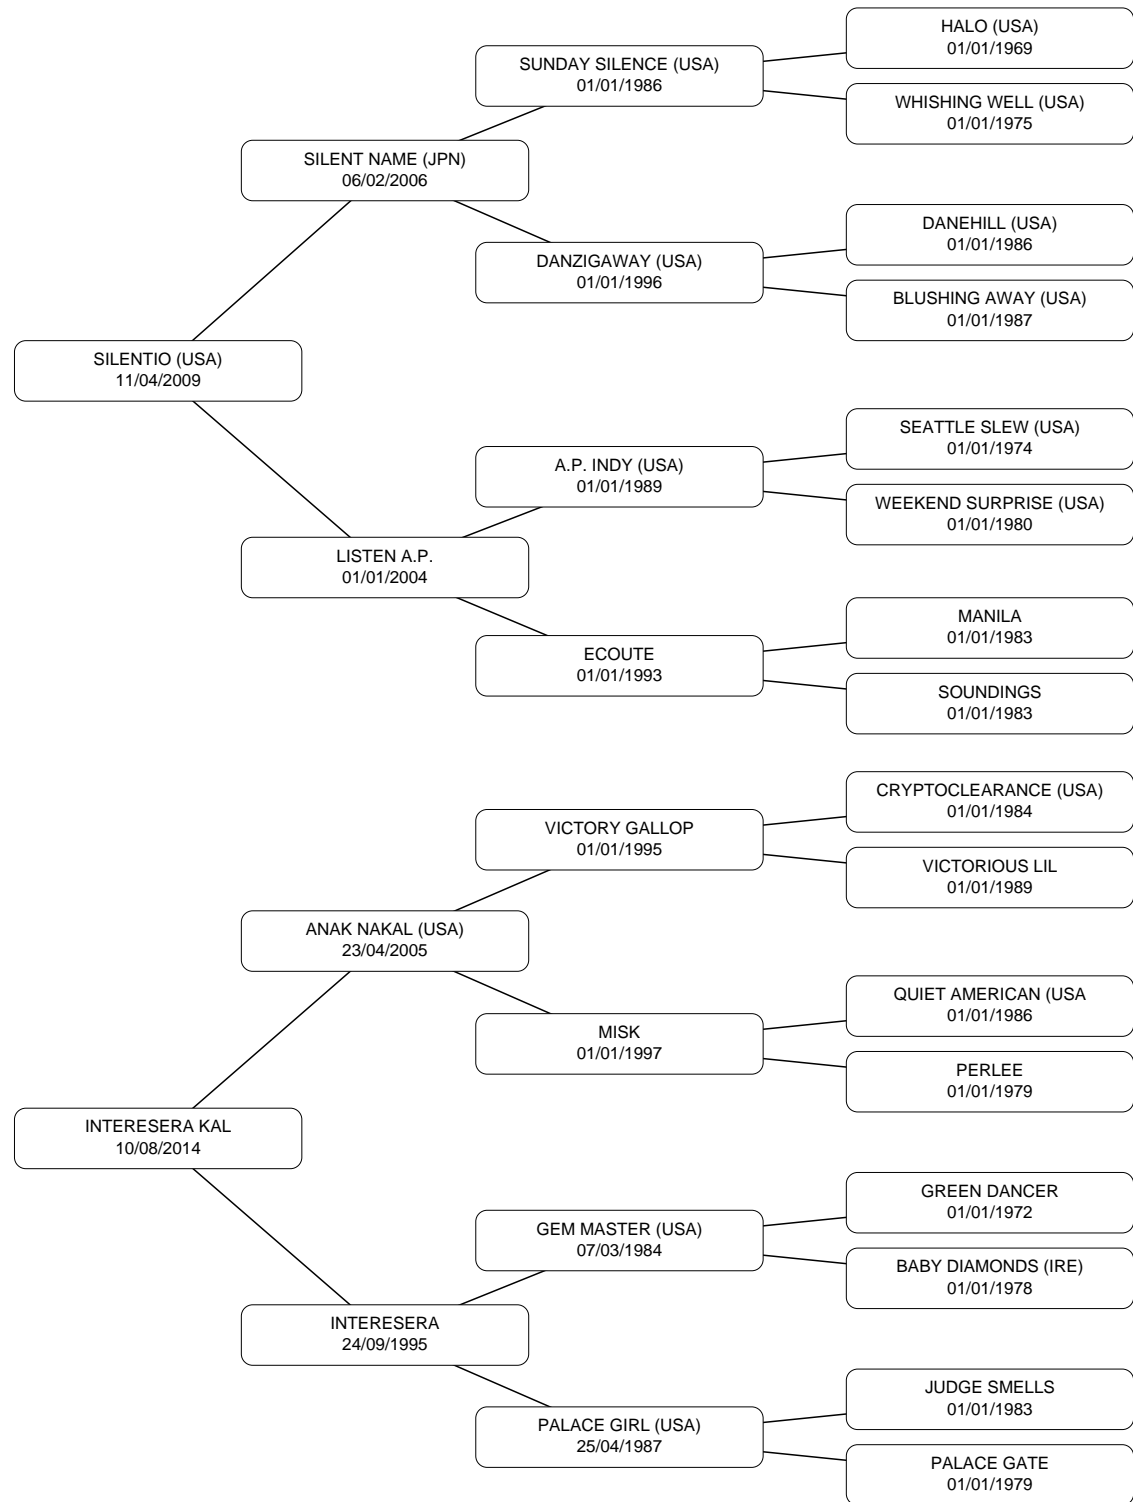 HALO (USA)
01/01/1969
SUNDAY SILENCE (USA)
01/01/1986
WHISHING WELL (USA)
01/01/1975
SILENT NAME (JPN)
06/02/2006
DANEHILL (USA)
01/01/1986
DANZIGAWAY (USA)
01/01/1996
BLUSHING AWAY (USA)
01/01/1987
SILENTIO (USA)
11/04/2009
SEATTLE SLEW (USA)
01/01/1974
A.P. INDY (USA)
01/01/1989
WEEKEND SURPRISE (USA)
01/01/1980
LISTEN A.P.
01/01/2004
MANILA
01/01/1983
ECOUTE
01/01/1993
SOUNDINGS
01/01/1983
CRYPTOCLEARANCE (USA)
01/01/1984
VICTORY GALLOP
01/01/1995
VICTORIOUS LIL
01/01/1989
ANAK NAKAL (USA)
23/04/2005
QUIET AMERICAN (USA
01/01/1986
MISK
01/01/1997
PERLEE
01/01/1979
INTERESERA KAL
10/08/2014
GREEN DANCER
01/01/1972
GEM MASTER (USA)
07/03/1984
BABY DIAMONDS (IRE)
01/01/1978
INTERESERA
24/09/1995
JUDGE SMELLS
01/01/1983
PALACE GIRL (USA)
25/04/1987
PALACE GATE
01/01/1979